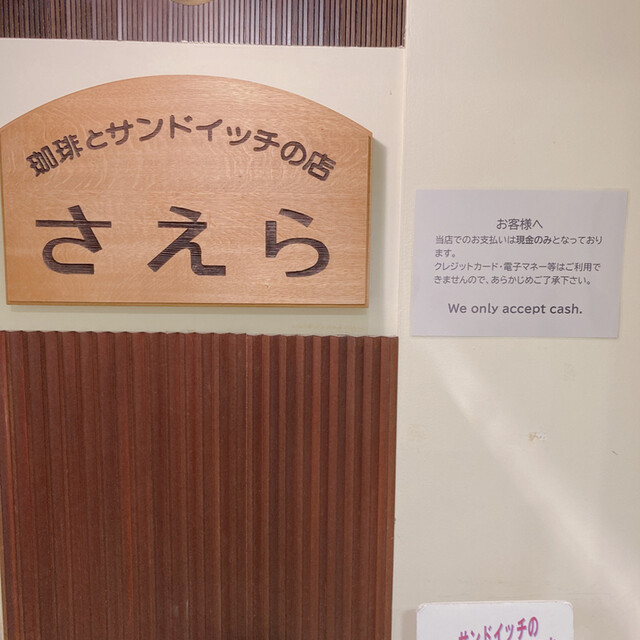 珈琲とサンドイッチの店
さえら
お客様へ
当店でのお支払いは現金のみとなっており
ます。
クレジットカード・電子マネー等はご利用で
きませんので、あらかじめご了承下さい。
We only accept cash.
サンドイッチの